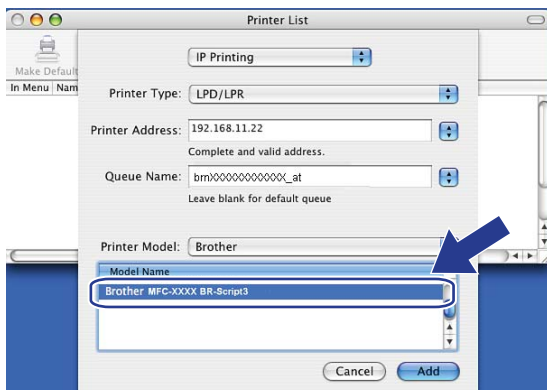 Printer List
IP Printing
Make Default
In Menu Nam
Printer Type: LPD/LPR
Printer Address: 192.168.11.22
Complete and valid address.
Queue Name: brnXXXXXXXXXXXX_at
Leave blank for default queue
Printer Model: Brother
Model Name
Brother MFC-XXXX BR-Script3
Cancel Add